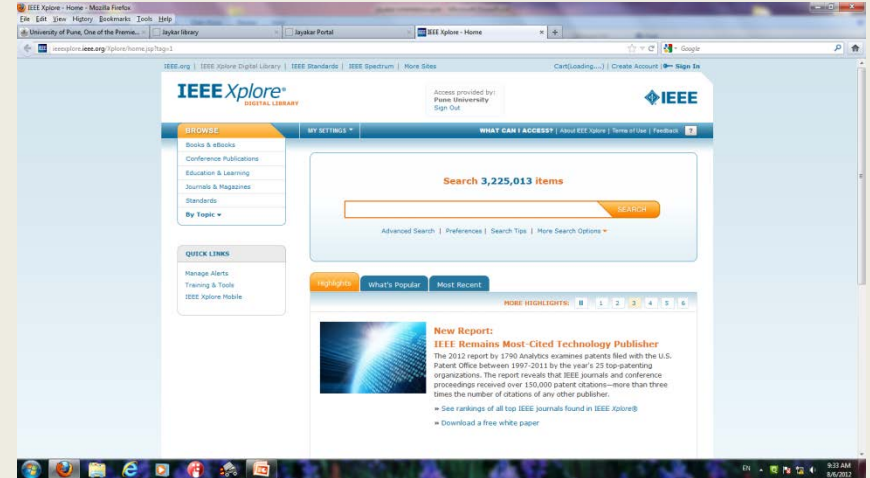 IEEE Xplore - Home - Mozilla Firefox
File Edit View History Bookmarks Tools Help
University of Pune, One of the Premie... × Jaykar library × Jayakar Portal × IEEE Xplore - Home × +
ieeexplore.ieee.org/Xplore/home.jsp?tag=1 Google
IEEE.org | IEEE Xplore Digital Library | IEEE Standards | IEEE Spectrum | More Sites Cart(Loading....) | Create Account | Sign In
IEEE Xplore®
DIGITAL LIBRARY
Access provided by:
Pune University
Sign Out
IEEE
BROWSE MY SETTINGS WHAT CAN I ACCESS? | About IEEE Xplore | Terms of Use | Feedback ?
Books & eBooks
Conference Publications
Education & Learning
Journals & Magazines
Standards
By Topic
Search 3,225,013 items
SEARCH
Advanced Search | Preferences | Search Tips | More Search Options
QUICK LINKS
Manage Alerts
Training & Tools
IEEE Xplore Mobile
Highlights What's Popular Most Recent
MORE HIGHLIGHTS: 1 2 3 4 5 6
New Report:
IEEE Remains Most-Cited Technology Publisher
The 2012 report by 1790 Analytics examines patents filed with the U.S.
Patent Office between 1997-2011 by the year's 25 top-patenting
organizations. The report reveals that IEEE journals and conference
proceedings received over 150,000 patent citations—more than three
times the number of citations of any other publisher.
» See rankings of all top IEEE journals found in IEEE Xplore®
» Download a free white paper
EN 9:33 AM
8/6/2012